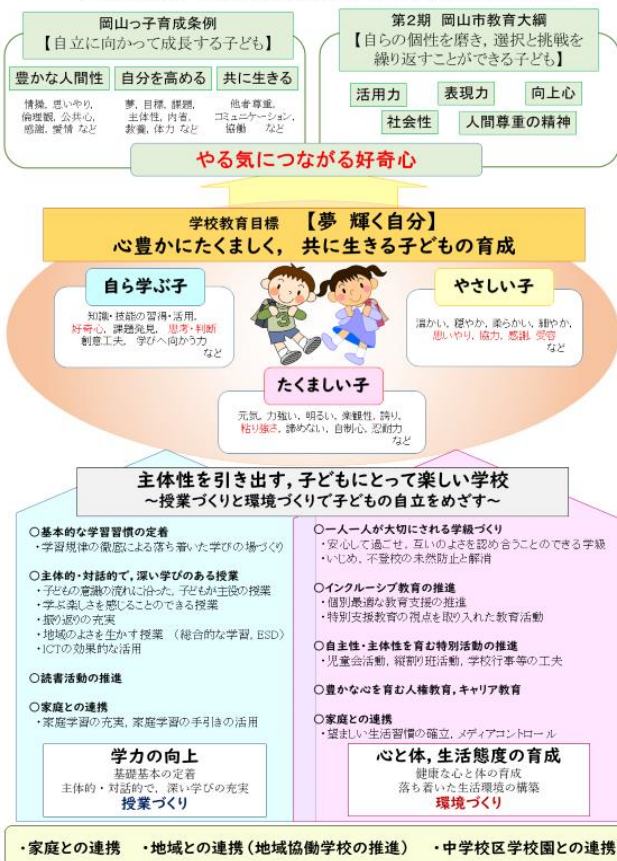 岡山っ子育成条例
【自立に向かって成長する子ども】
豊かな人間性 自分を高める 共に生きる
情操, 思いやり, 倫理観, 公共心, 感謝, 愛情 など
夢, 目標, 課題, 主体性, 内省, 教養, 体力 など
他者尊重, コミュニケーション, 協働 など
第2期 岡山市教育大綱
【自らの個性を磨き, 選択と挑戦を
繰り返すことができる子ども】
活用力 表現力 向上心
社会性 人間尊重の精神
やる気につながる好奇心
学校教育目標 【夢 輝く自分】
心豊かにたくましく, 共に生きる子どもの育成
自ら学ぶ子
知識・技能の習得・活用,
好奇心, 課題発見, 思考・判断
創意工夫, 学びへ向かう力
など
やさしい子
温かい, 穏やか, 柔らかい, 細やか,
思いやり, 協力, 感謝, 受容
など
たくましい子
元気, 力強い, 明るい, 楽観性, 誇り,
粘り強さ, 諦めない, 自制心, 忍耐力
など
主体性を引き出す, 子どもにとって楽しい学校
~授業づくりと環境づくりで子どもの自立をめざす~
○基本的な学習習慣の定着
・学習規律の徹底による落ち着いた学びの場づくり
○主体的・対話的で, 深い学びのある授業
・子どもの意識の流れに沿った, 子どもが主役の授業
・学ぶ楽しさを感じることのできる授業
・振り返りの充実
・地域のよさを生かす授業 (総合的な学習, ESD)
・ICTの効果的な活用
○読書活動の推進
○家庭との連携
・家庭学習の充実, 家庭学習の手引きの活用
学力の向上
基礎基本の定着
主体的・対話的で, 深い学びの充実
授業づくり
○一人一人が大切にされる学級づくり
・安心して過ごせ, 互いのよさを認め合うことのできる学級
・いじめ, 不登校の未然防止と解消
○インクルーシブ教育の推進
・個別最適な教育支援の推進
・特別支援教育の視点を取り入れた教育活動
○自主性・主体性を育む特別活動の推進
・児童会活動, 縦割り班活動, 学校行事等の工夫
○豊かな心を育む人権教育, キャリア教育
○家庭との連携
・望ましい生活習慣の確立, メディアコントロール
心と体, 生活態度の育成
健康な心と体の育成
落ち着いた生活環境の構築
環境づくり
・家庭との連携 ・地域との連携(地域協働学校の推進) ・中学校区学校園との連携